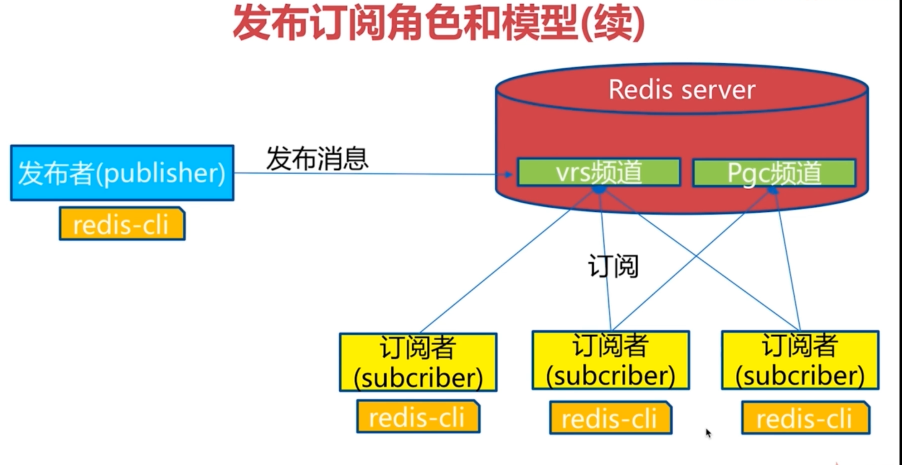 发布订阅角色和模型(续)
Redis server
发布消息
vrs频道
Pgc频道
发布者(publisher)
redis-cli
订阅
订阅者
(subcriber)
订阅者
(subcriber)
订阅者
(subcriber)
redis-cli
redis-cli
redis-cli